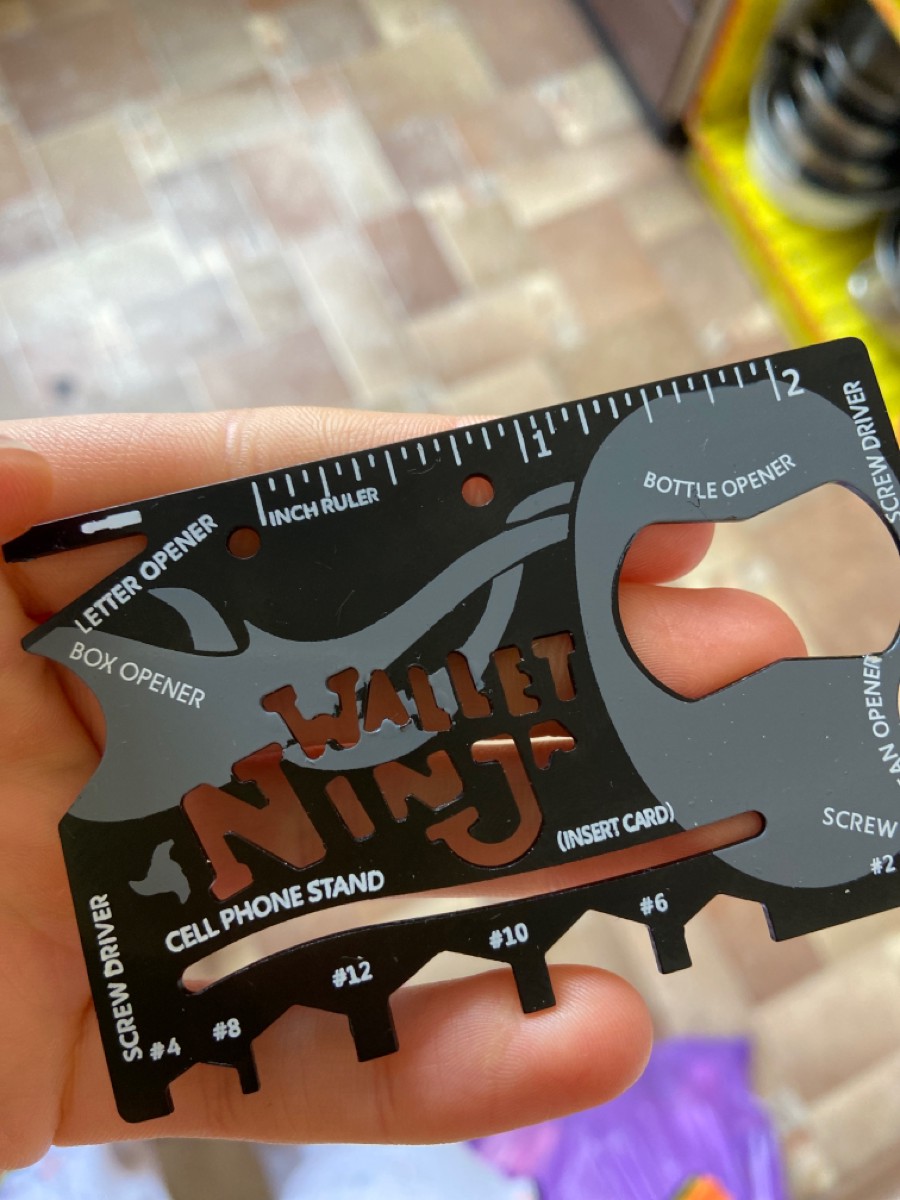 2
1
INCH RULER
SCREW DRIVER
BOTTLE OPENER
LETTER OPENER
BOX OPENER
WALLET
NINJA
(INSERT CARD)
SCREW
#2
CELL PHONE STAND
#6
#10
#12
#8
#4
SCREW DRIVER